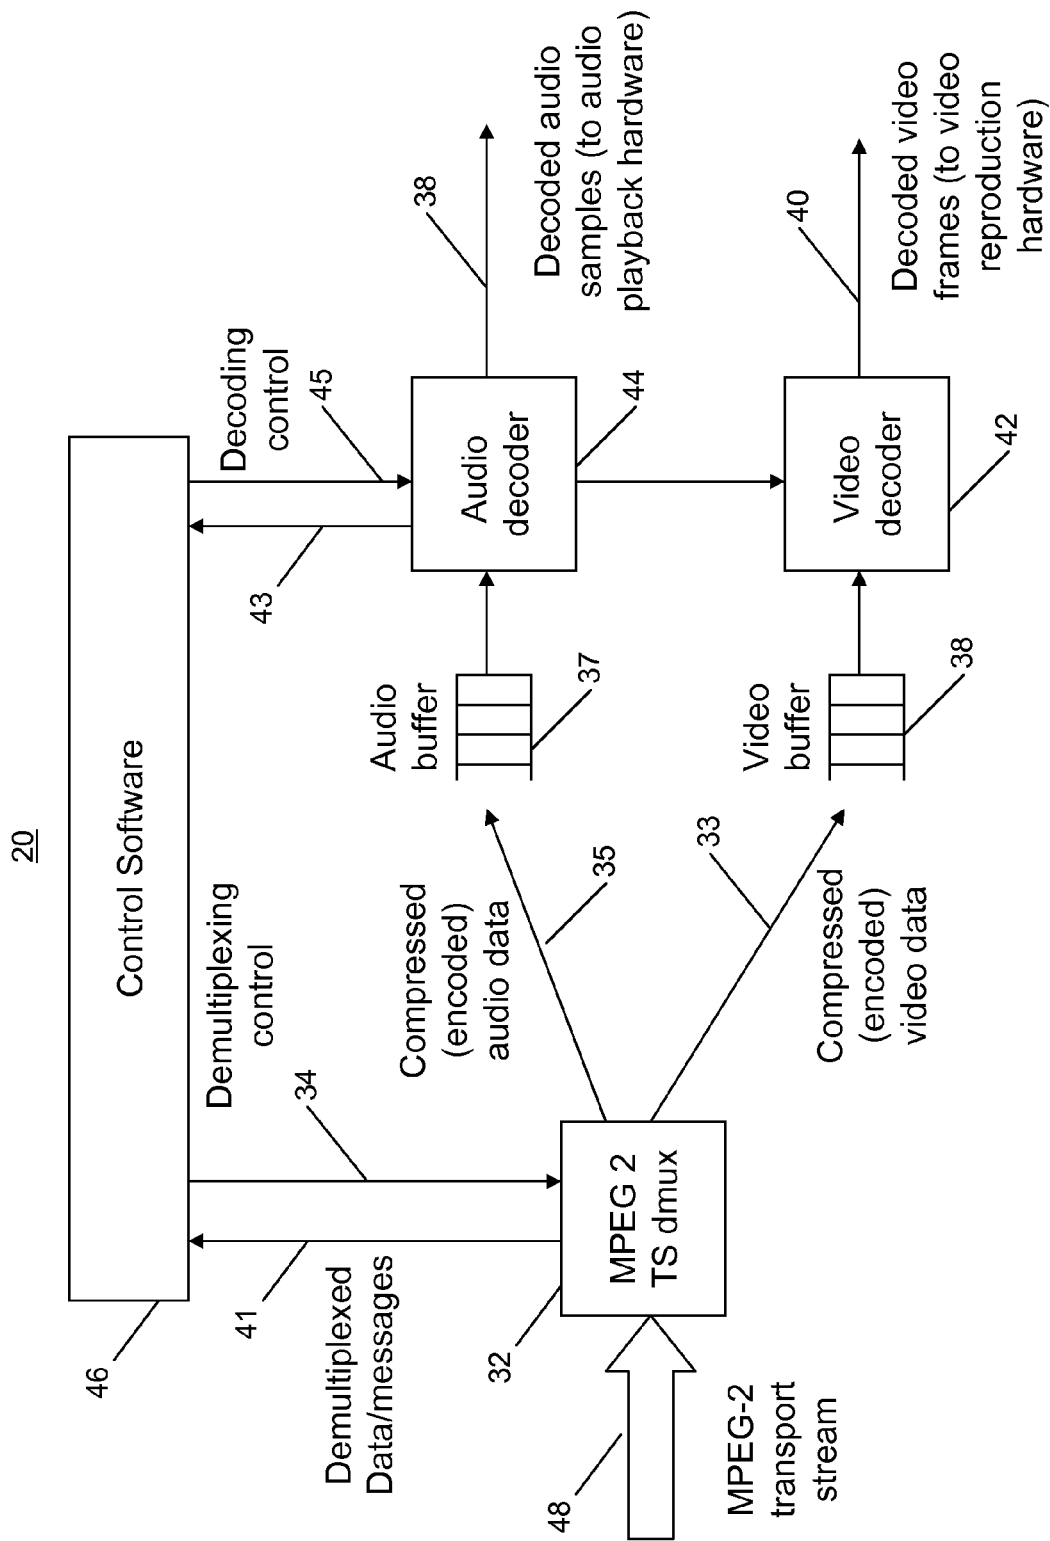 20
Control Software
46
Demultiplexing
control
34
41
Demultiplexed
Data/messages
Decoding
control
45
43
MPEG-2
transport
stream
48
MPEG 2
TS dmux
32
Compressed
(encoded)
audio data
35
Compressed
(encoded)
video data
33
Audio
buffer
37
Video
buffer
38
Audio
decoder
44
Video
decoder
42
38
Decoded audio
samples (to audio
playback hardware)
40
Decoded video
frames (to video
reproduction
hardware)